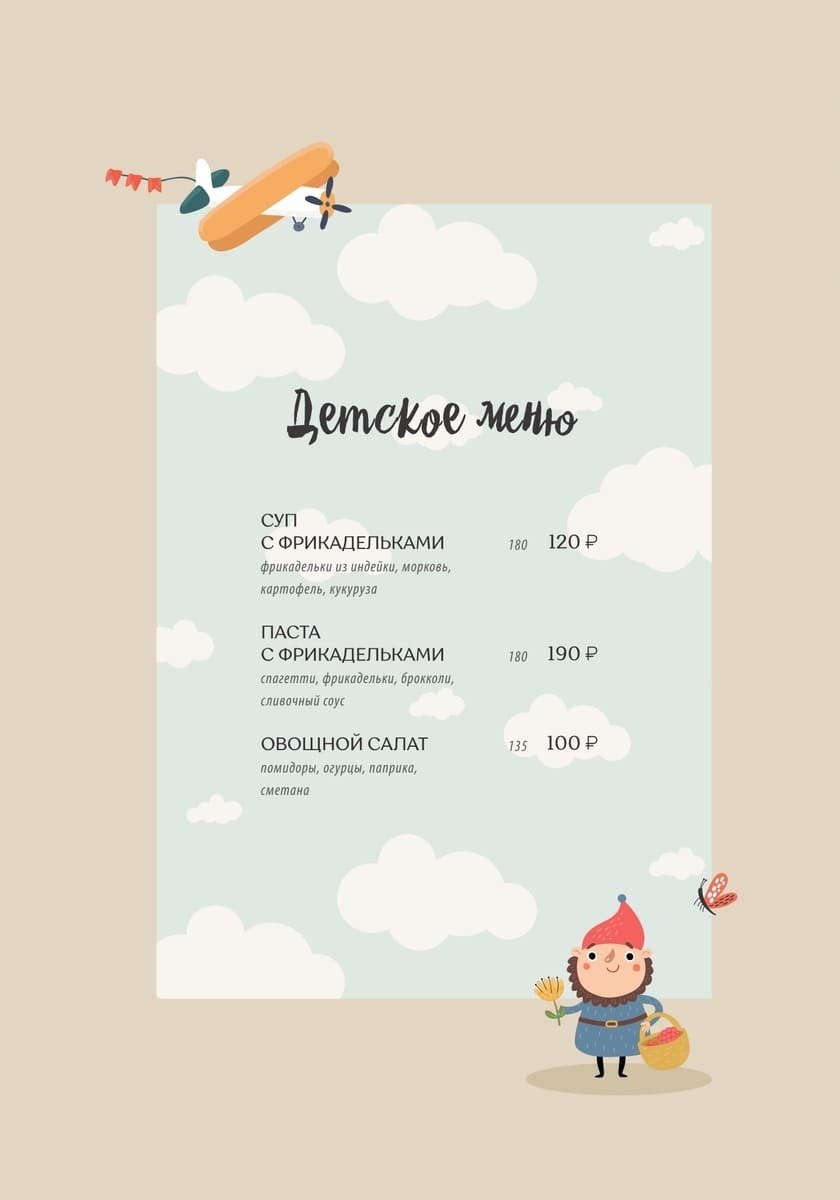 Детское меню
СУП
С ФРИКАДЕЛЬКАМИ 180 120 ₽
фрикадельки из индейки, морковь,
картофель, кукуруза
ПАСТА
С ФРИКАДЕЛЬКАМИ 180 190 ₽
спагетти, фрикадельки, брокколи,
сливочный соус
ОВОЩНОЙ САЛАТ 135 100 ₽
помидоры, огурцы, паприка,
сметана